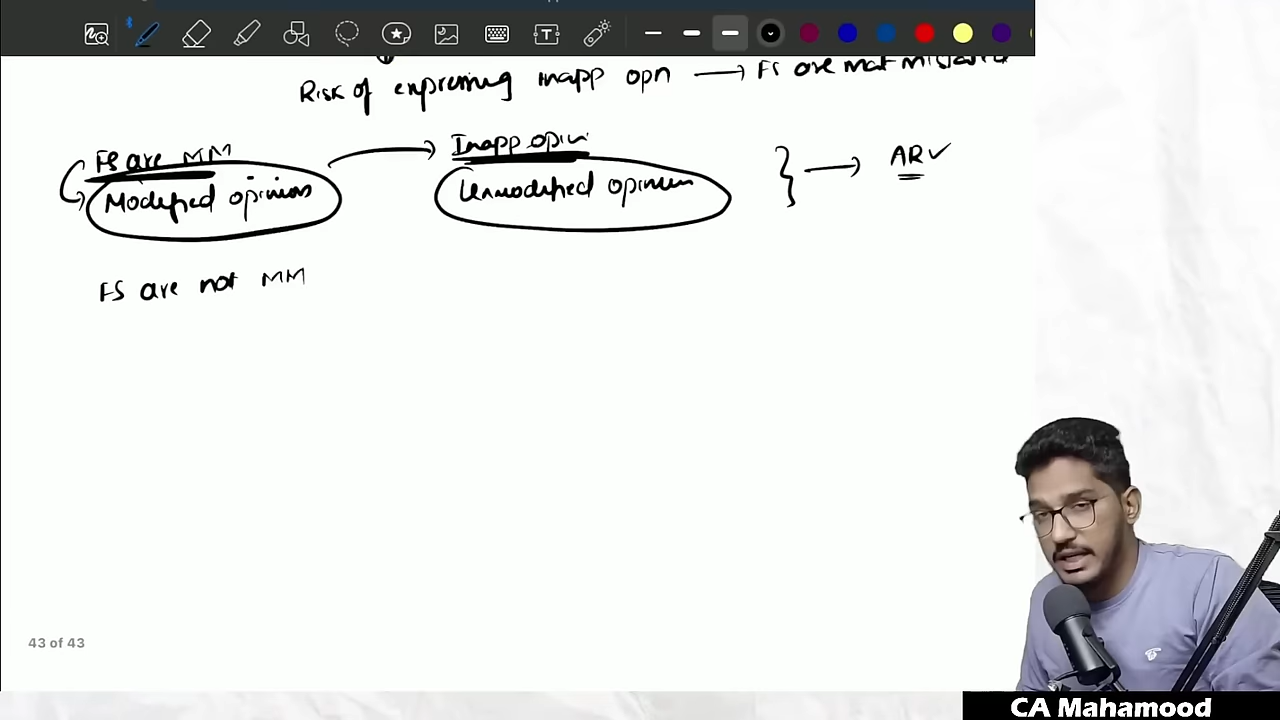 Risk of expressing inapp opn → FS are not misstated
FS are MM
Inapp opin
Modified opinion
Unmodified opinion
AR✓
FS are not MM
43 of 43
CA Mahamood